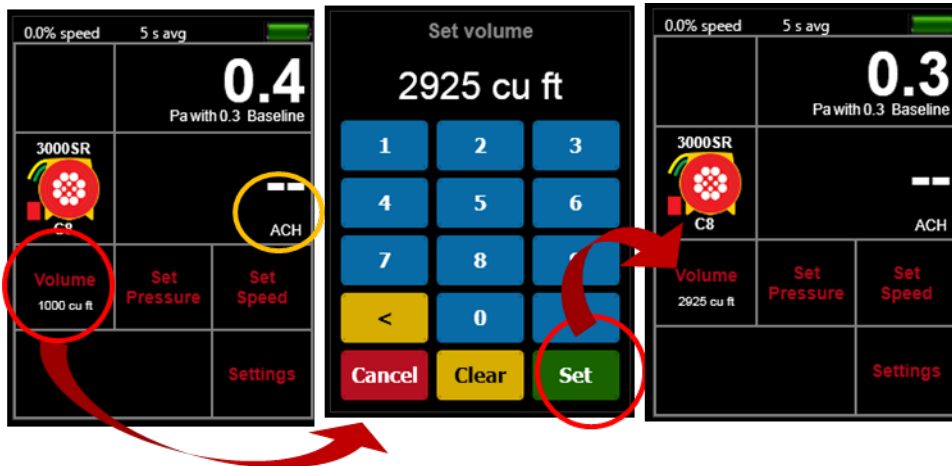 0.0% speed 5 s avg
0.4
Pa with 0.3 Baseline
3000SR
--
C8
ACH
Volume
1000 cu ft
Set
Pressure
Set
Speed
Settings
Set volume
2925 cu ft
1 2 3
4 5 6
7 8
< 0
Cancel Clear Set
0.0% speed 5 s avg
0.3
Pa with 0.3 Baseline
3000SR
--
C8
ACH
Volume
2925 cu ft
Set
Pressure
Set
Speed
Settings